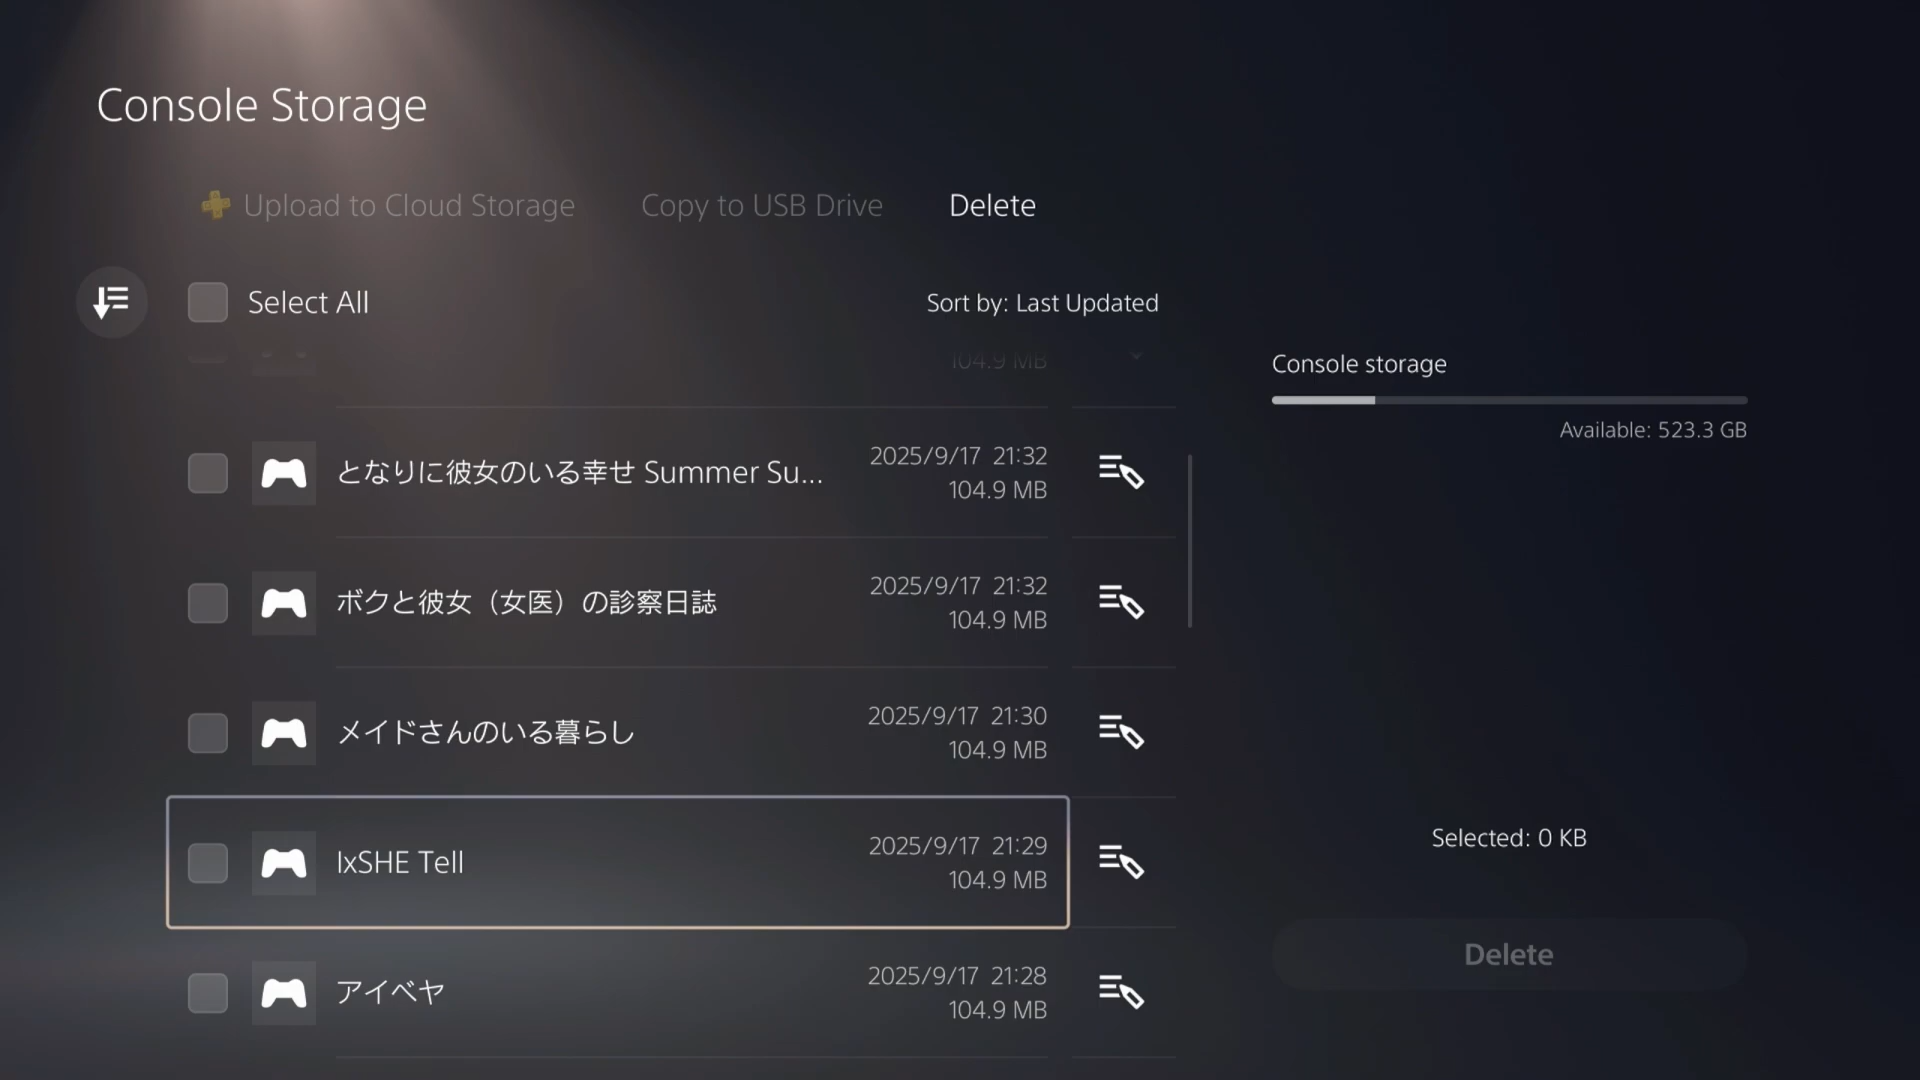 Console Storage
Upload to Cloud Storage Copy to USB Drive Delete
Select All Sort by: Last Updated
104.9 MB
Console storage
Available: 523.3 GB
となりに彼女のいる幸せ Summer Su... 2025/9/17 21:32
104.9 MB
ボクと彼女（女医）の診察日誌 2025/9/17 21:32
104.9 MB
メイドさんのいる暮らし 2025/9/17 21:30
104.9 MB
IxSHE Tell 2025/9/17 21:29
104.9 MB
アイベヤ 2025/9/17 21:28
104.9 MB
Selected: 0 KB
Delete